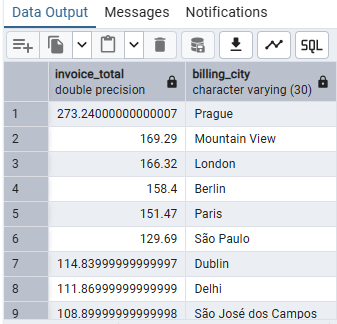 Data Output Messages Notifications
SQL
invoice_total billing_city
double precision character varying (30)
1 273.24000000000007 Prague
2 169.29 Mountain View
3 166.32 London
4 158.4 Berlin
5 151.47 Paris
6 129.69 São Paulo
7 114.83999999999997 Dublin
8 111.86999999999999 Delhi
9 108.89999999999998 São José dos Campos